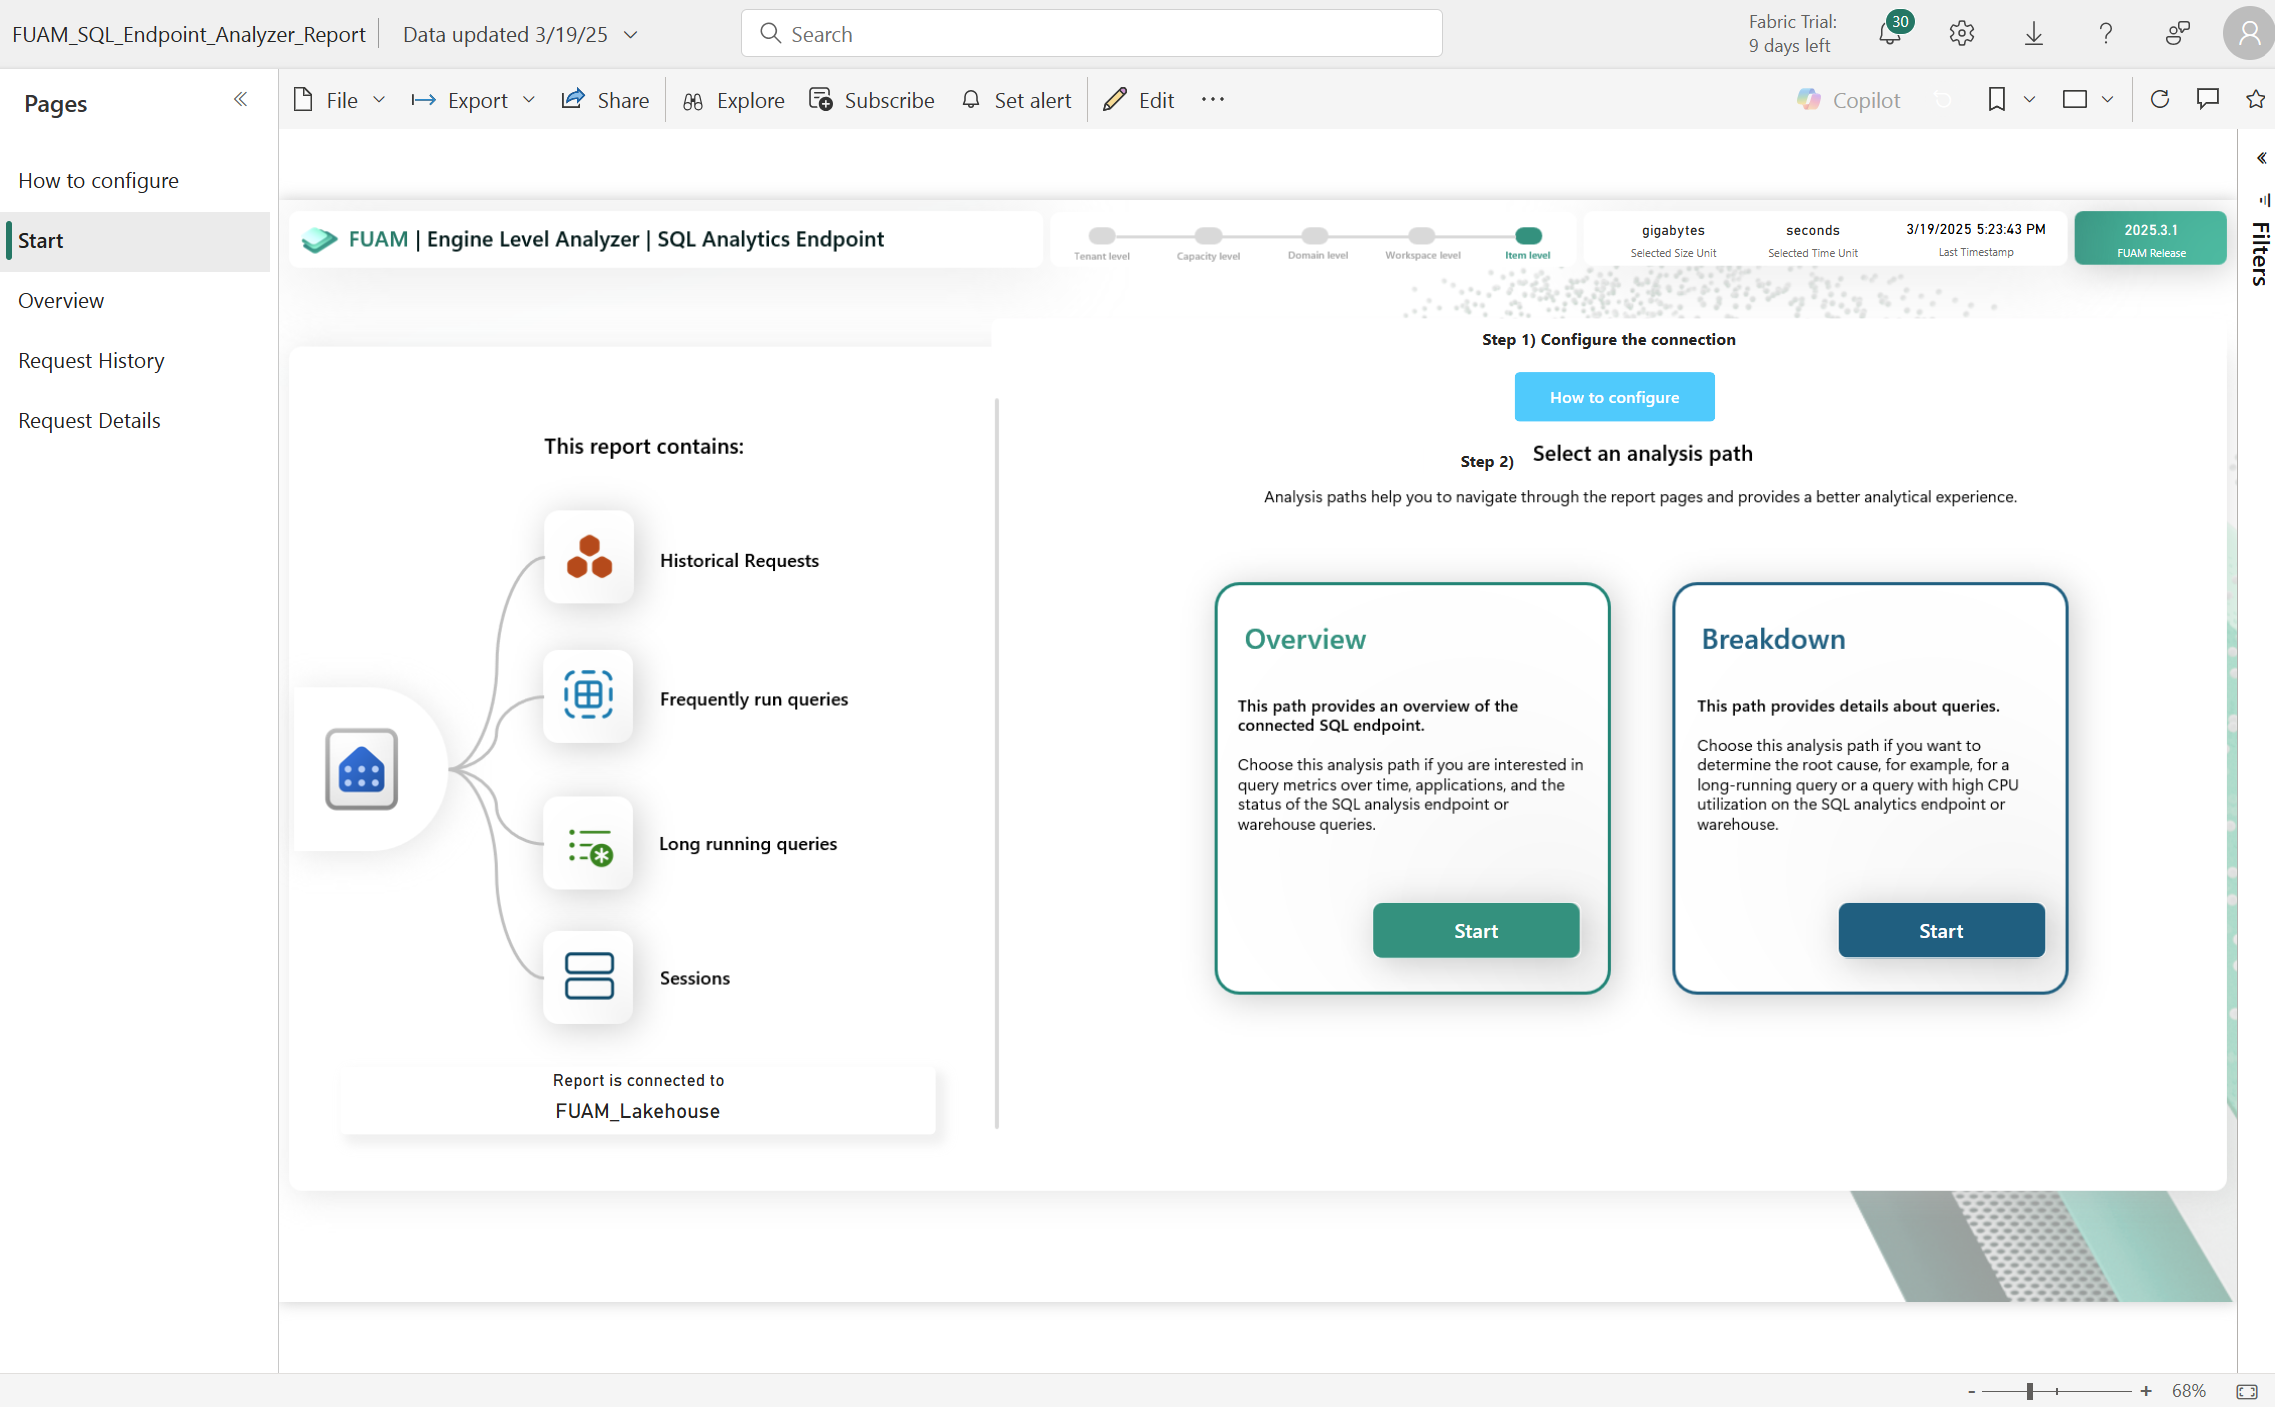 FUAM_SQL_Endpoint_Analyzer_Report
Data updated 3/19/25
Search
Fabric Trial:
9 days left
30
Pages
File
Export
Share
Explore
Subscribe
Set alert
Edit
Copilot
How to configure
Start
Overview
Request History
Request Details
FUAM | Engine Level Analyzer | SQL Analytics Endpoint
Tenant level
Capacity level
Domain level
Workspace level
Item level
gigabytes
Selected Size Unit
seconds
Selected Time Unit
3/19/2025 5:23:43 PM
Last Timestamp
2025.3.1
FUAM Release
Filters
This report contains:
Historical Requests
Frequently run queries
Long running queries
Sessions
Report is connected to
FUAM_Lakehouse
Step 1) Configure the connection
How to configure
Step 2) Select an analysis path
Analysis paths help you to navigate through the report pages and provides a better analytical experience.
Overview
This path provides an overview of the
connected SQL endpoint.
Choose this analysis path if you are interested in
query metrics over time, applications, and the
status of the SQL analysis endpoint or
warehouse queries.
Start
Breakdown
This path provides details about queries.
Choose this analysis path if you want to
determine the root cause, for example, for a
long-running query or a query with high CPU
utilization on the SQL analytics endpoint or
warehouse.
Start
- + 68%